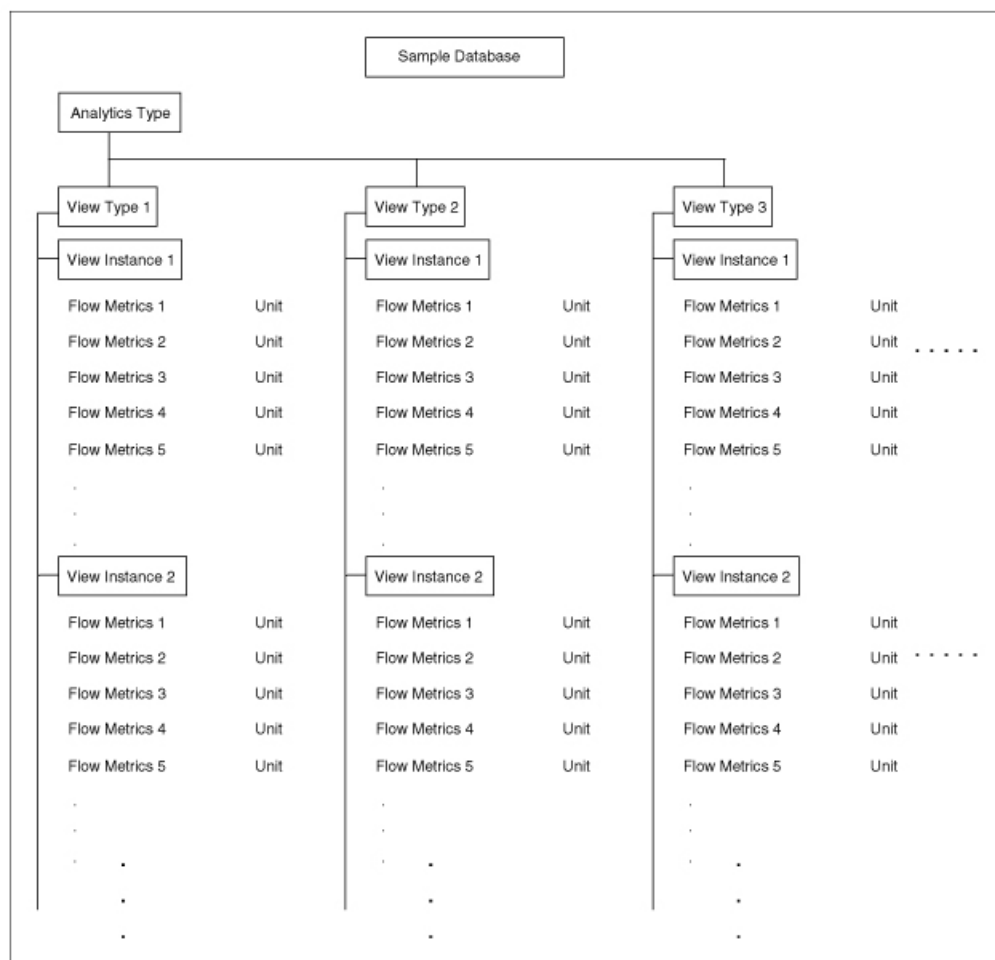 Sample Database
Analytics Type
View Type 1 View Type 2 View Type 3
View Instance 1 View Instance 1 View Instance 1
Flow Metrics 1 Unit Flow Metrics 1 Unit Flow Metrics 1 Unit
Flow Metrics 2 Unit Flow Metrics 2 Unit Flow Metrics 2 Unit . . . . .
Flow Metrics 3 Unit Flow Metrics 3 Unit Flow Metrics 3 Unit
Flow Metrics 4 Unit Flow Metrics 4 Unit Flow Metrics 4 Unit
Flow Metrics 5 Unit Flow Metrics 5 Unit Flow Metrics 5 Unit
View Instance 2 View Instance 2 View Instance 2
Flow Metrics 1 Unit Flow Metrics 1 Unit Flow Metrics 1 Unit
Flow Metrics 2 Unit Flow Metrics 2 Unit Flow Metrics 2 Unit . . . . .
Flow Metrics 3 Unit Flow Metrics 3 Unit Flow Metrics 3 Unit
Flow Metrics 4 Unit Flow Metrics 4 Unit Flow Metrics 4 Unit
Flow Metrics 5 Unit Flow Metrics 5 Unit Flow Metrics 5 Unit